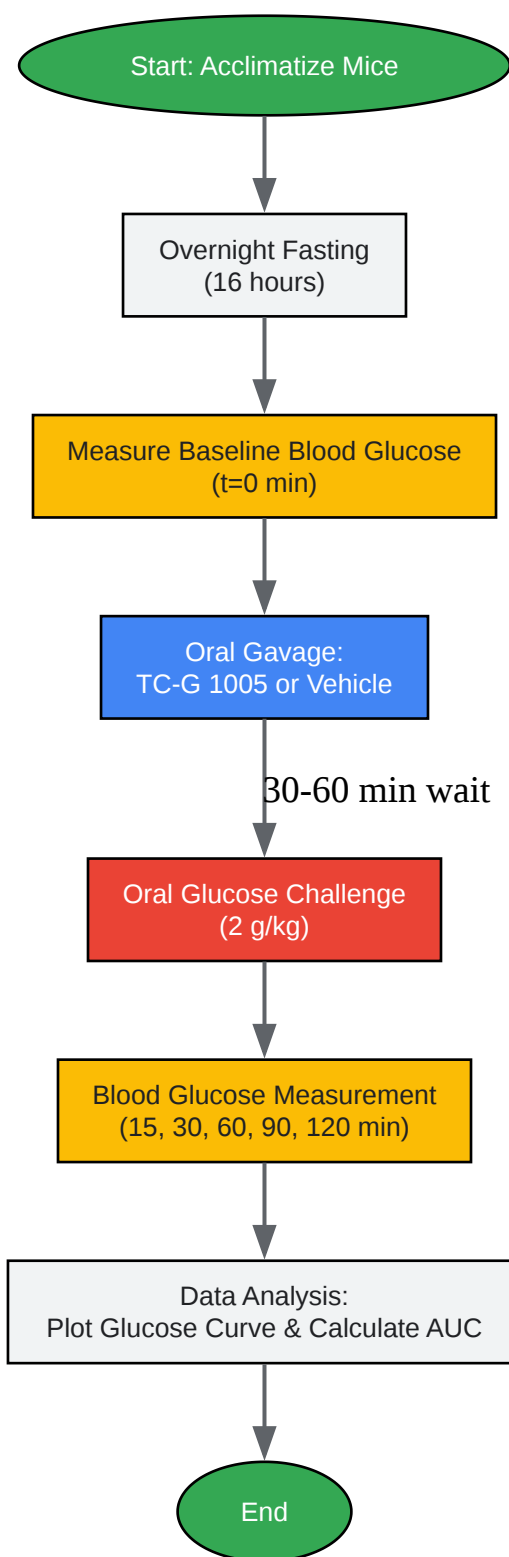 Start: Acclimatize Mice
Overnight Fasting
(16 hours)
Measure Baseline Blood Glucose
(t=0 min)
Oral Gavage:
TC-G 1005 or Vehicle
30-60 min wait
Oral Glucose Challenge
(2 g/kg)
Blood Glucose Measurement
(15, 30, 60, 90, 120 min)
Data Analysis:
Plot Glucose Curve & Calculate AUC
End